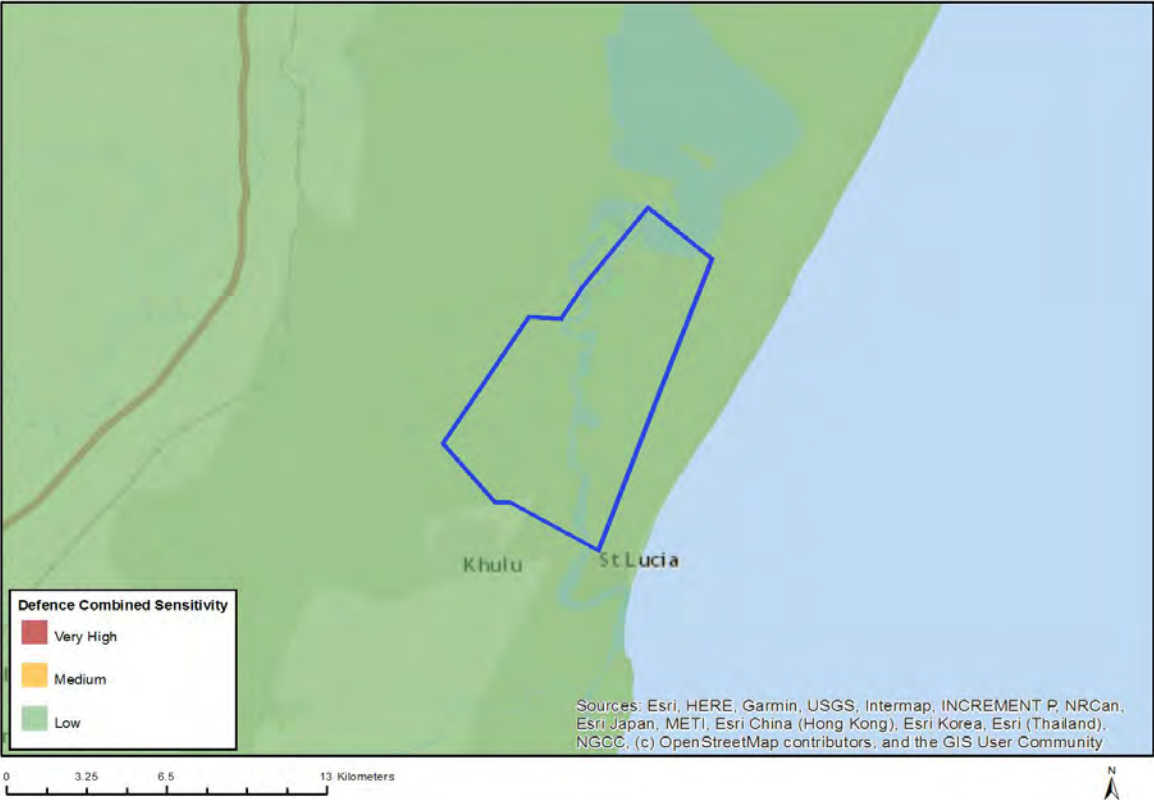 Khulu
St Lucia
Defence Combined Sensitivity
Very High
Medium
Low
Sources: Esri, HERE, Garmin, USGS, Intermap, INCREMENT P, NRCan,
Esri Japan, METI, Esri China (Hong Kong), Esri Korea, Esri (Thailand),
NGCC, (c) OpenStreetMap contributors, and the GIS User Community
0 3.25 6.5 13 Kilometers
N